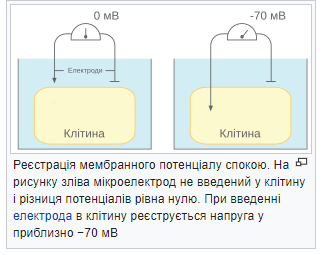 0 мВ
-70 мВ
Електроди
Клітина
Клітина
Реєстрація мембранного потенціалу спокою. На
рисунку зліва мікроелектрод не введений у клітину
і різниця потенціалів рівна нулю. При введенні
електрода в клітину реєструється напруга у
приблизно −70 мВ